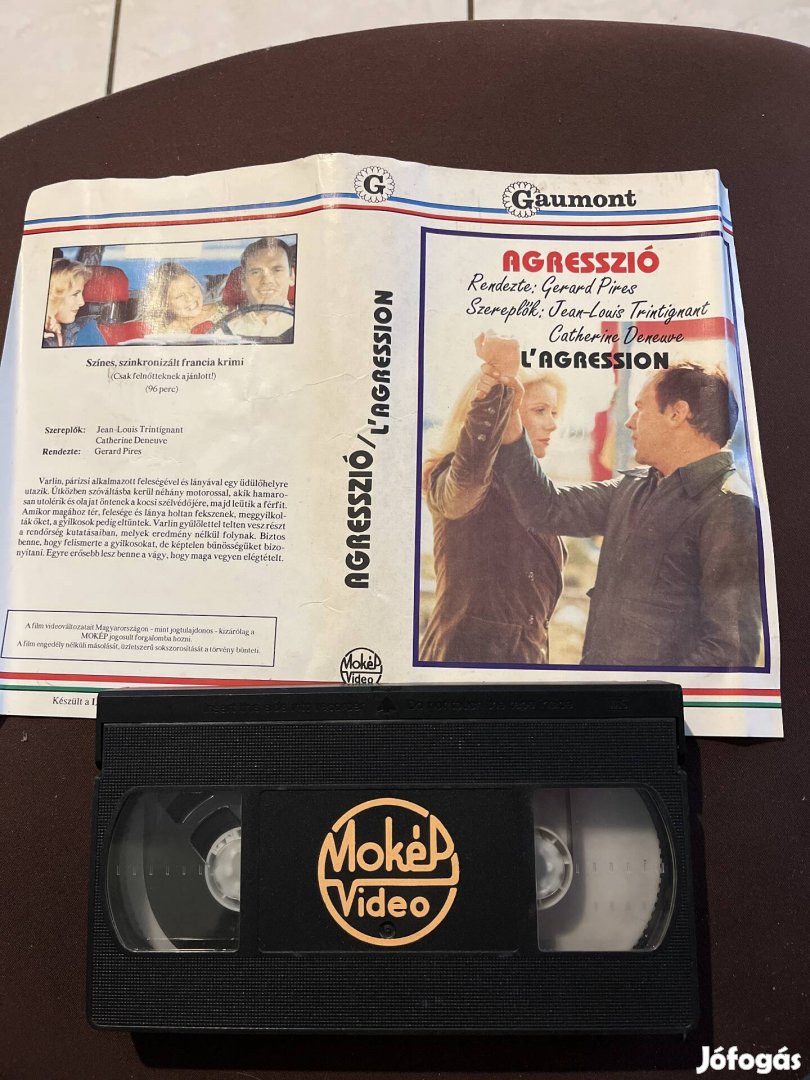 G
Gaumont
AGRESSZIÓ
Rendezte: Gerard Pires
Szereplők: Jean-Louis Trintignant
Catherine Deneuve
L'AGRESSION
AGRESSZIÓ/L'AGRESSION
Színes, szinkronizált francia krimi
(Csak felnőtteknek ajánlott!)
(96 perc)
Szereplők: Jean-Louis Trintignant
Catherine Deneuve
Rendezte: Gerard Pires
Varlin, párizsi alkalmazott feleségével és lányával egy üdülőhelyre
utazik. Útközben szóváltásba kerül néhány motorossal, akik hamaro-
san utolérik és olajat öntenek a kocsi szélvédőjére, majd leütik a férfit.
Amikor magához tér, felesége és lánya holtan fekszenek, meggyilkol-
ták őket, a gyilkosok pedig eltűntek. Varlin gyűlölettel telten vesz részt
a rendőrség kutatásaiban, melyek eredmény nélkül folynak. Biztos
benne, hogy felismerte a gyilkosokat, de képtelen bűnösségüket bizo-
nyítani. Egyre erősebb lesz benne a vágy, hogy maga vegyen elégtételt.
A film videováltozatait Magyarországon - mint jogtulajdonos - kizárólag a
MOKÉP jogosult forgalomba hozni.
A film engedély nélküli másolását, üzletszerű sokszorosítását a törvény bünteti.
Készült a
MokéP
Video
MokéP
Video
Jófogás